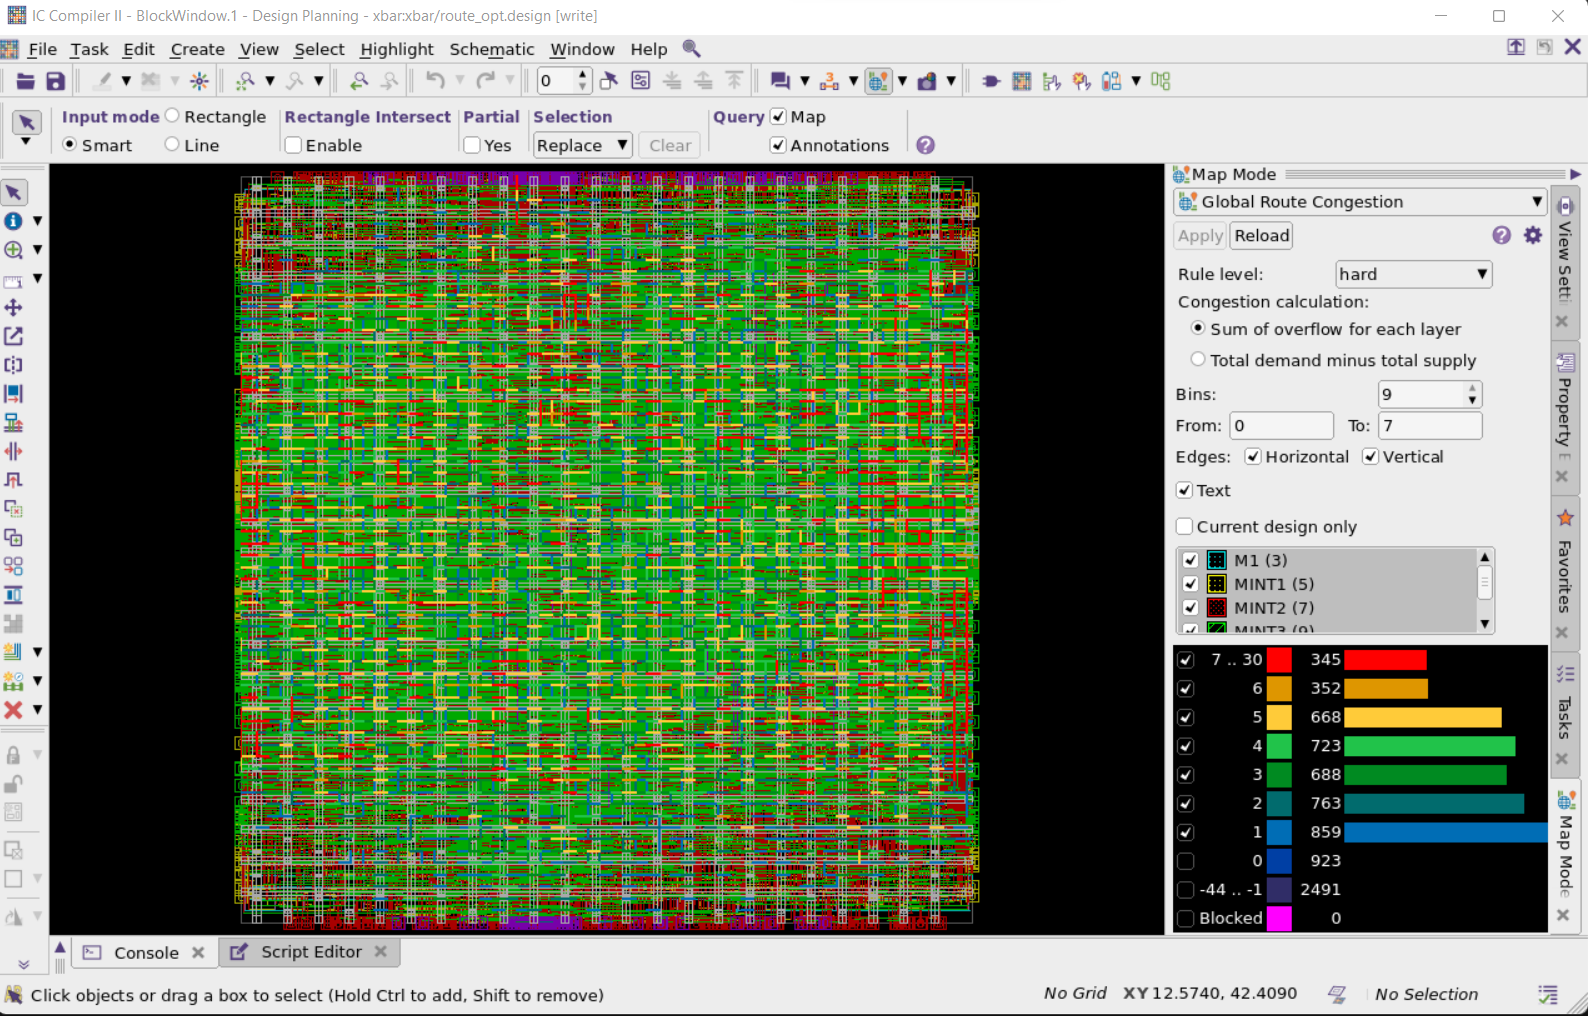 IC Compiler II - BlockWindow.1 - Design Planning - xbar:xbar/route_opt.design [write]
File Task Edit Create View Select Highlight Schematic Window Help
0
3
Input mode Rectangle Rectangle Intersect Partial Selection Query Map
Smart Line Enable Yes Replace Clear Annotations
Map Mode
Global Route Congestion
Apply Reload
Rule level: hard
Congestion calculation:
Sum of overflow for each layer
Total demand minus total supply
Bins: 9
From: 0 To: 7
Edges: Horizontal Vertical
Text
Current design only
M1 (3)
MINT1 (5)
MINT2 (7)
MINT3 (9)
7 .. 30 345
6 352
5 668
4 723
3 688
2 763
1 859
0 923
-44 .. -1 2491
Blocked 0
View Setti
Property E
Favorites
Tasks
Map Mode
Console
Script Editor
Click objects or drag a box to select (Hold Ctrl to add, Shift to remove)
No Grid XY 12.5740, 42.4090 No Selection